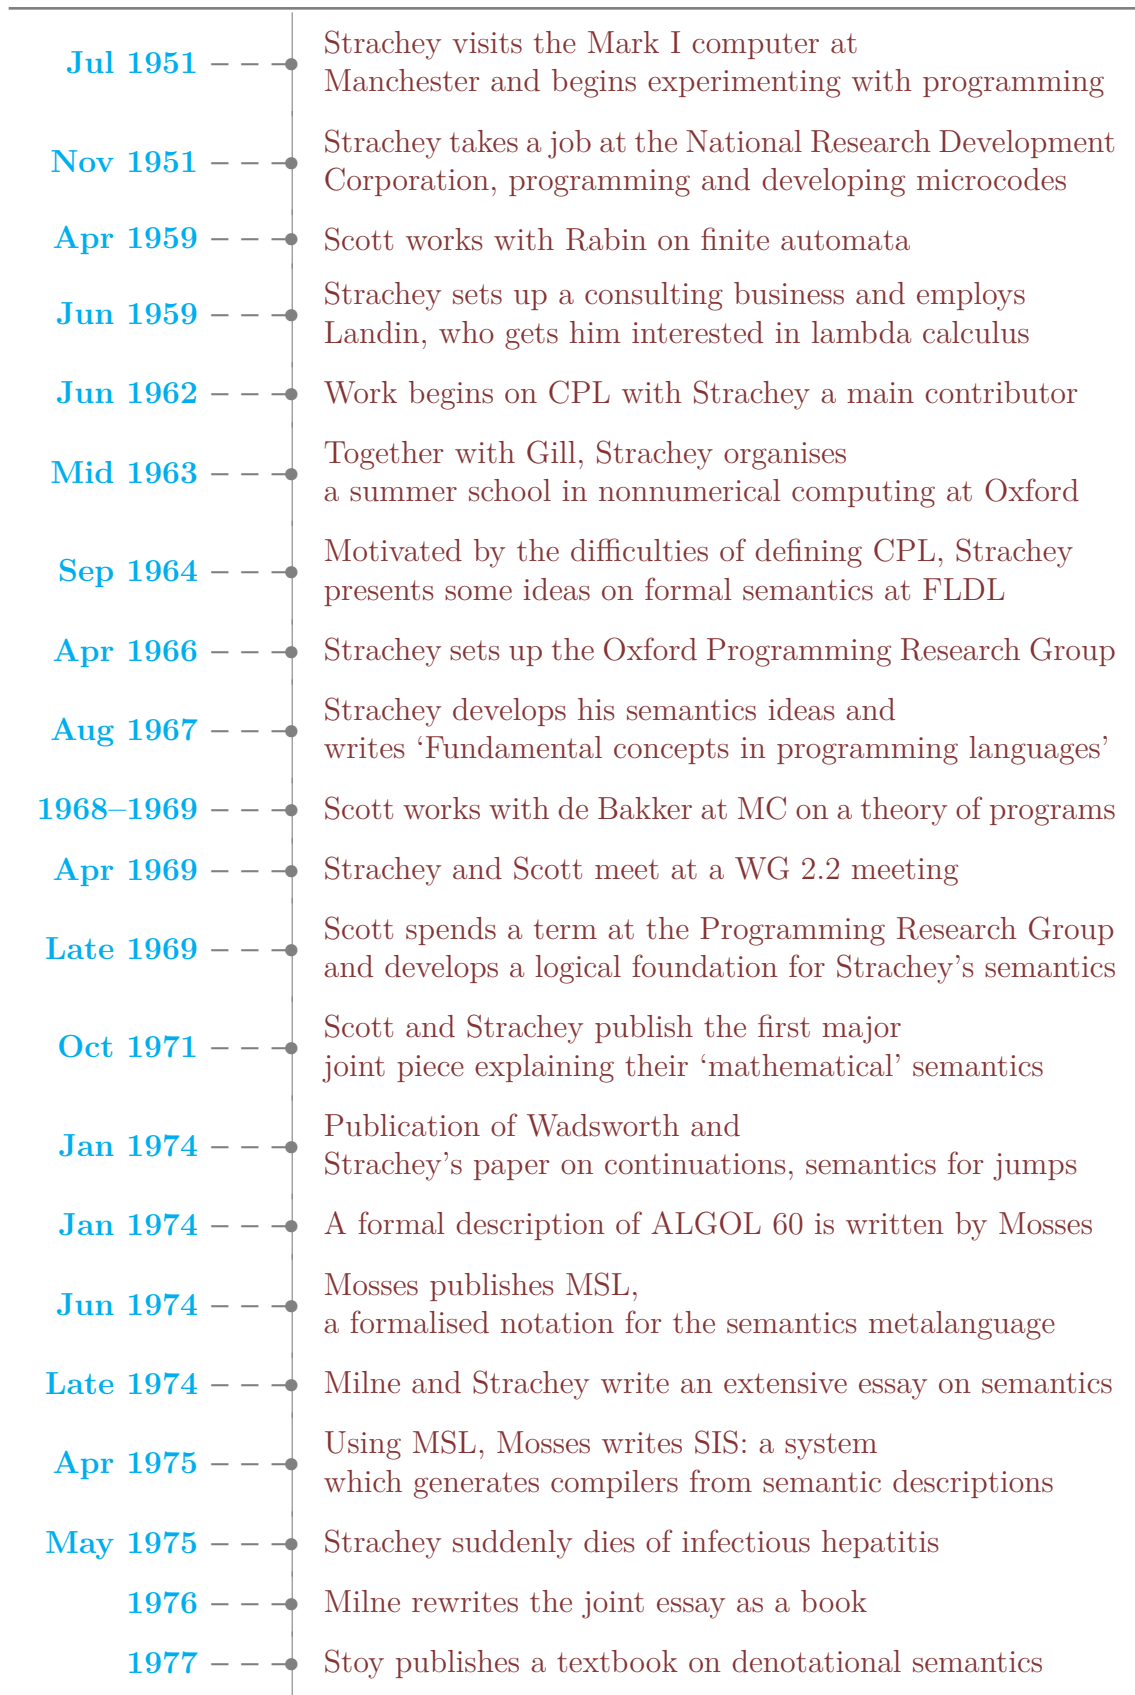 Jul 1951
Strachey visits the Mark I computer at
Manchester and begins experimenting with programming
Nov 1951
Strachey takes a job at the National Research Development
Corporation, programming and developing microcodes
Apr 1959
Scott works with Rabin on finite automata
Jun 1959
Strachey sets up a consulting business and employs
Landin, who gets him interested in lambda calculus
Jun 1962
Work begins on CPL with Strachey a main contributor
Mid 1963
Together with Gill, Strachey organises
a summer school in nonnumerical computing at Oxford
Sep 1964
Motivated by the difficulties of defining CPL, Strachey
presents some ideas on formal semantics at FLDL
Apr 1966
Strachey sets up the Oxford Programming Research Group
Aug 1967
Strachey develops his semantics ideas and
writes ‘Fundamental concepts in programming languages’
1968–1969
Scott works with de Bakker at MC on a theory of programs
Apr 1969
Strachey and Scott meet at a WG 2.2 meeting
Late 1969
Scott spends a term at the Programming Research Group
and develops a logical foundation for Strachey’s semantics
Oct 1971
Scott and Strachey publish the first major
joint piece explaining their ‘mathematical’ semantics
Jan 1974
Publication of Wadsworth and
Strachey’s paper on continuations, semantics for jumps
Jan 1974
A formal description of ALGOL 60 is written by Mosses
Jun 1974
Mosses publishes MSL,
a formalised notation for the semantics metalanguage
Late 1974
Milne and Strachey write an extensive essay on semantics
Apr 1975
Using MSL, Mosses writes SIS: a system
which generates compilers from semantic descriptions
May 1975
Strachey suddenly dies of infectious hepatitis
1976
Milne rewrites the joint essay as a book
1977
Stoy publishes a textbook on denotational semantics